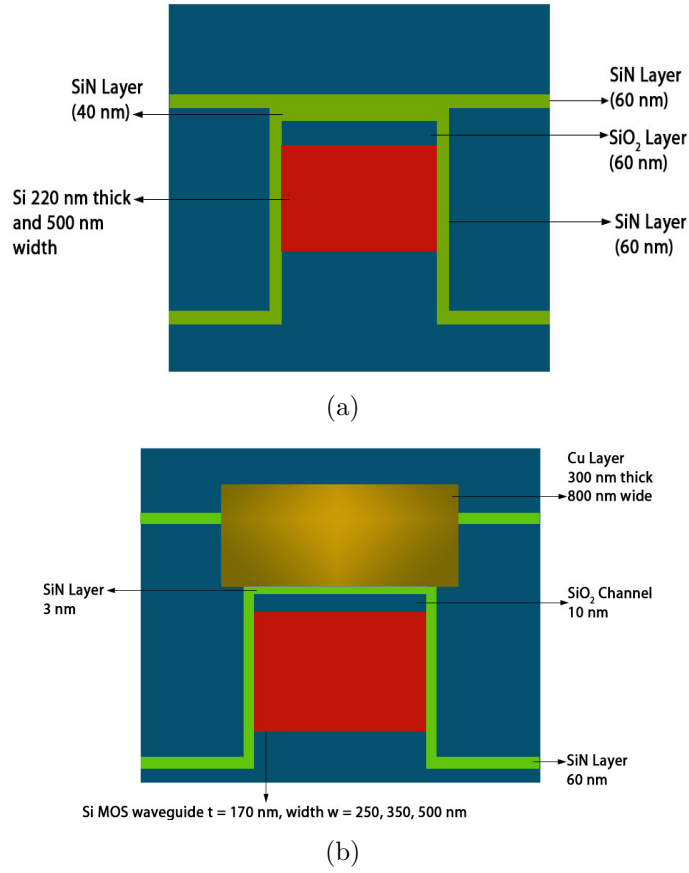 SiN Layer
(40 nm)
SiN Layer
(60 nm)
SiO₂ Layer
(60 nm)
Si 220 nm thick
and 500 nm
width
SiN Layer
(60 nm)
(a)
Cu Layer
300 nm thick
800 nm wide
SiN Layer
3 nm
SiO₂ Channel
10 nm
SiN Layer
60 nm
Si MOS waveguide t = 170 nm, width w = 250, 350, 500 nm
(b)